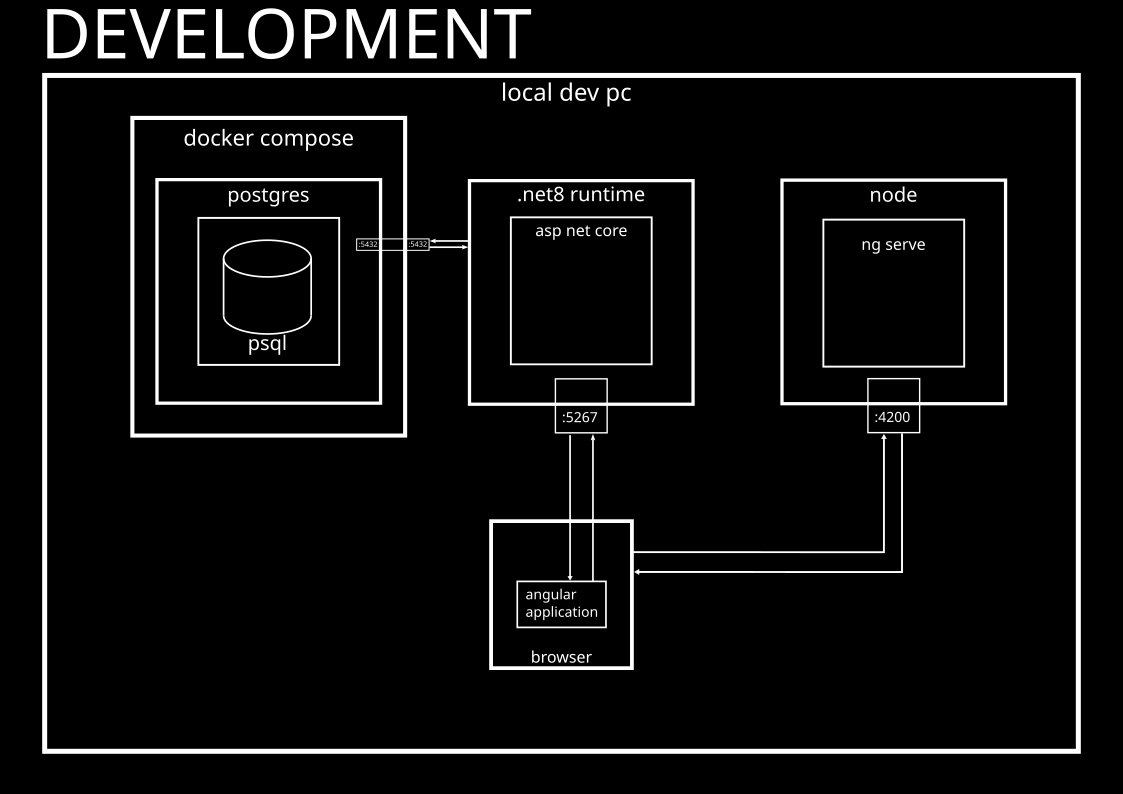 DEVELOPMENT
local dev pc
docker compose
postgres
psql
:5432
:5432
.net8 runtime
asp net core
:5267
node
ng serve
:4200
angular
application
browser